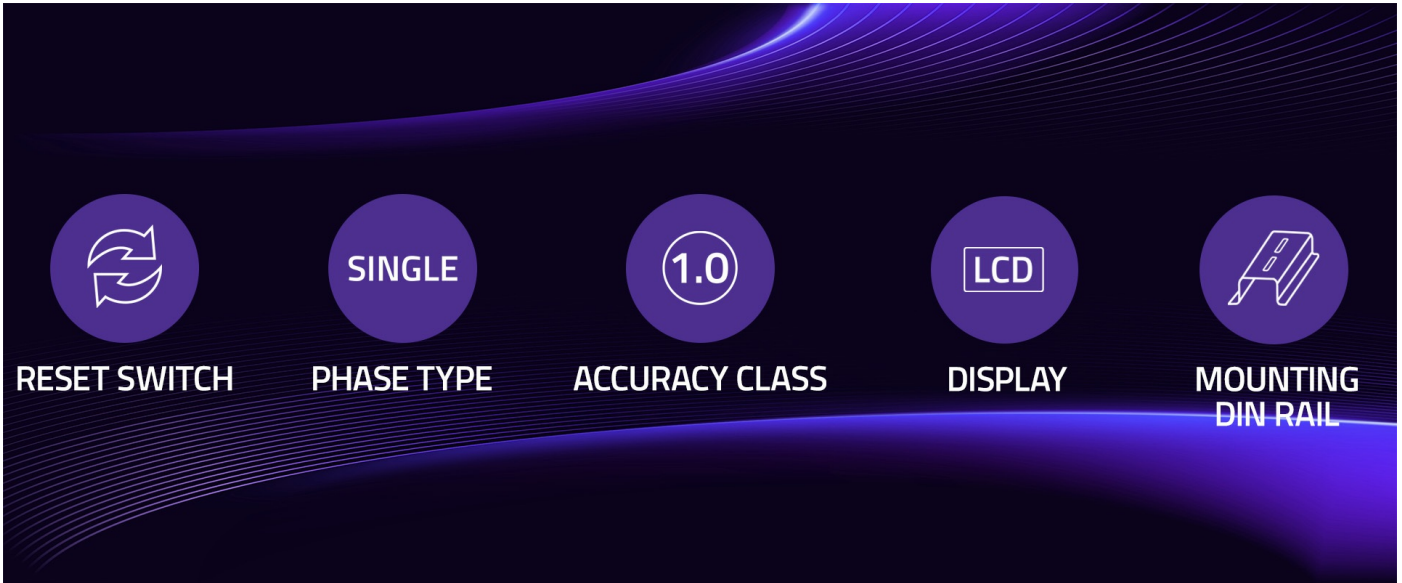 SINGLE
1.0
LCD
RESET SWITCH
PHASE TYPE
ACCURACY CLASS
DISPLAY
MOUNTING
DIN RAIL